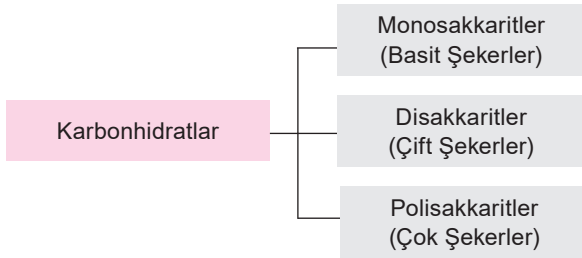 Karbonhidratlar
Monosakkaritler
(Basit Şekerler)
Disakkaritler
(Çift Şekerler)
Polisakkaritler
(Çok Şekerler)